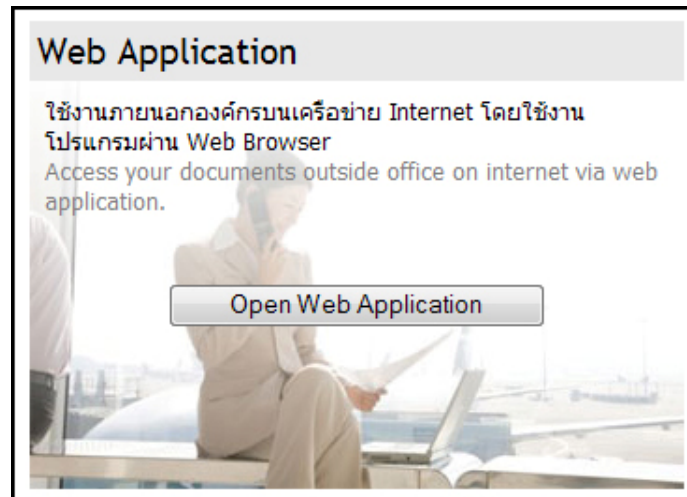 Web Application
ใช้งานภายนอกองค์กรบนเครือข่าย Internet โดยใช้งาน
โปรแกรมผ่าน Web Browser
Access your documents outside office on internet via web
application.
Open Web Application